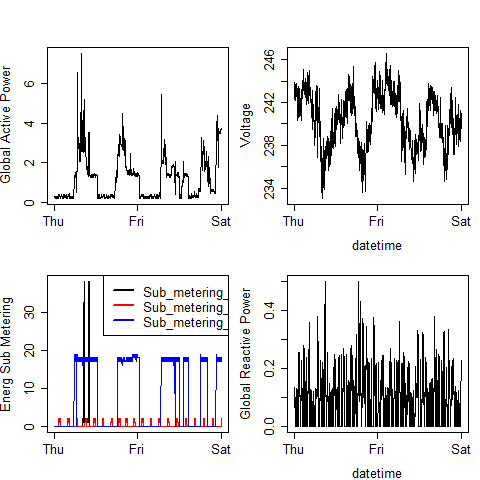 Global Active Power
0 2 4 6
Thu Fri Sat
Voltage
234 238 242 246
Thu Fri Sat
datetime
Energ Sub Metering
0 10 20 30
Thu Fri Sat
Sub_metering_
Sub_metering_
Sub_metering_
Global Reactive Power
0.0 0.2 0.4
Thu Fri Sat
datetime